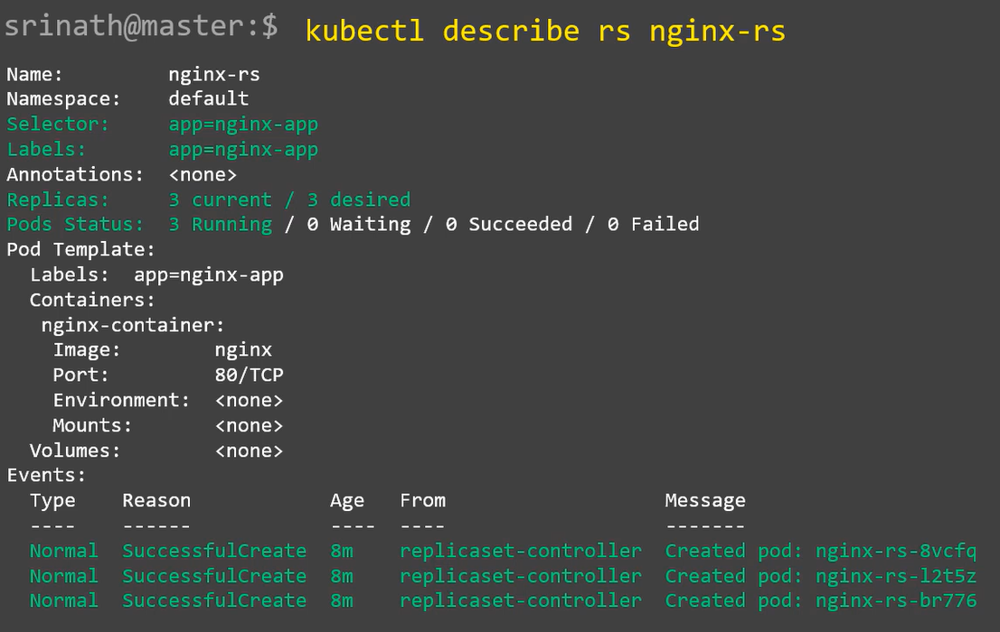 srinath@master:$ kubectl describe rs nginx-rs
Name: nginx-rs
Namespace: default
Selector: app=nginx-app
Labels: app=nginx-app
Annotations: <none>
Replicas: 3 current / 3 desired
Pods Status: 3 Running / 0 Waiting / 0 Succeeded / 0 Failed
Pod Template:
Labels: app=nginx-app
Containers:
nginx-container:
Image: nginx
Port: 80/TCP
Environment: <none>
Mounts: <none>
Volumes: <none>
Events:
Type Reason Age From Message
---- ------ ---- ---- -------
Normal SuccessfulCreate 8m replicaset-controller Created pod: nginx-rs-8vcfq
Normal SuccessfulCreate 8m replicaset-controller Created pod: nginx-rs-l2t5z
Normal SuccessfulCreate 8m replicaset-controller Created pod: nginx-rs-br776